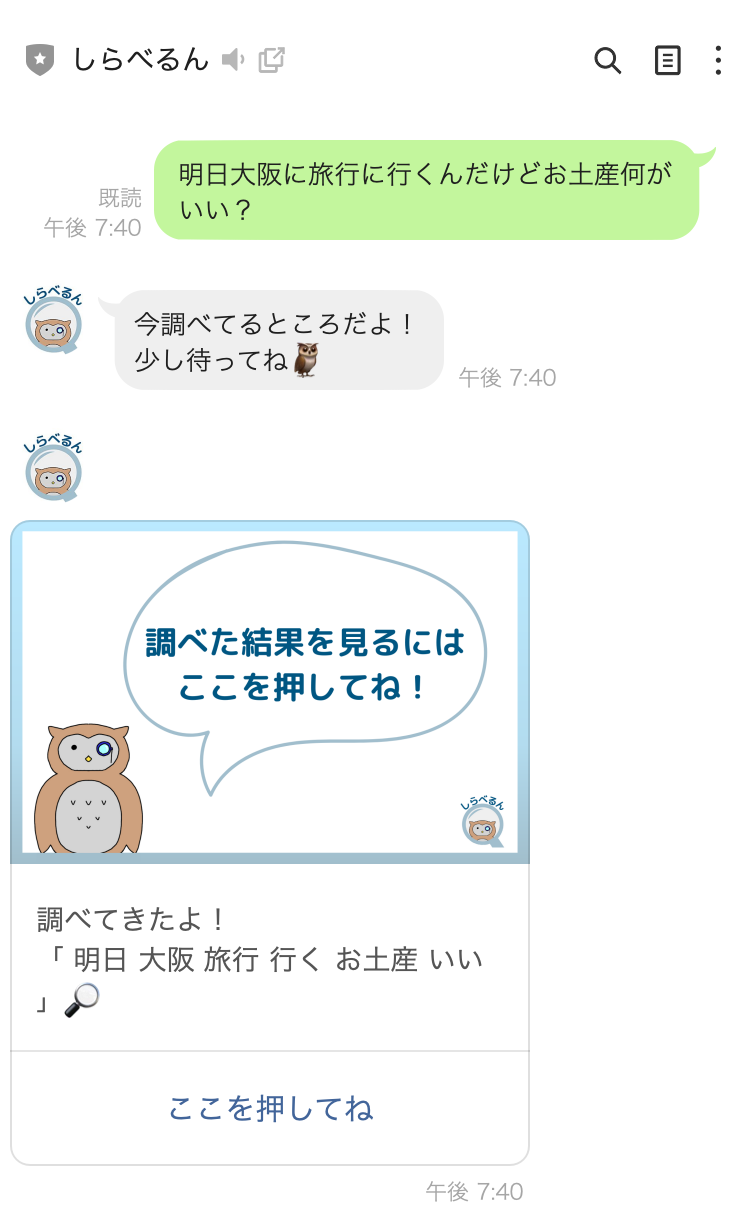 しらべるん
明日大阪に旅行に行くんだけどお土産何が
いい？
既読
午後 7:40
しらべるん
今調べてるところだよ！
少し待ってね
午後 7:40
しらべるん
調べた結果を見るには
ここを押してね！
しらべるん
調べてきたよ！
「 明日 大阪 旅行 行く お土産 いい
」
ここを押してね
午後 7:40